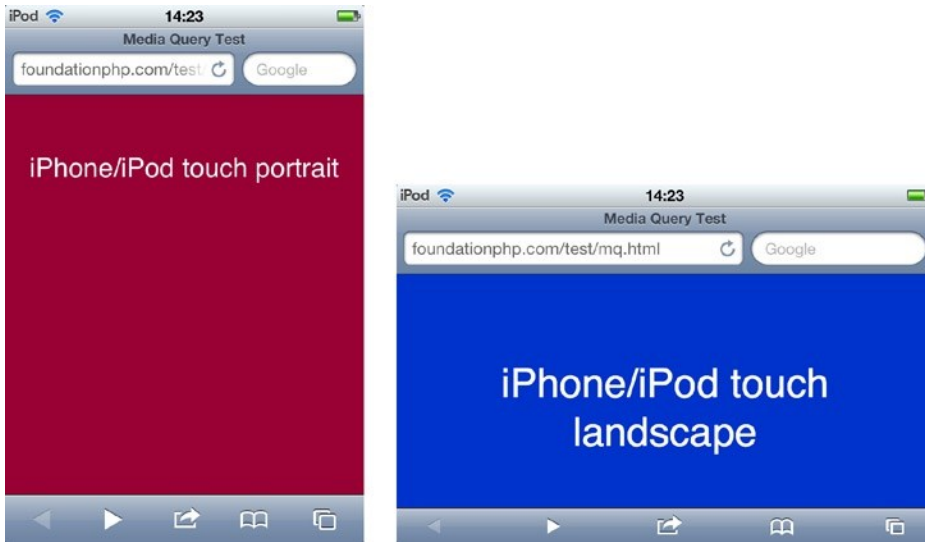 iPod 14:23
Media Query Test
foundationphp.com/test Google
iPhone/iPod touch portrait
iPod 14:23
Media Query Test
foundationphp.com/test/mq.html Google
iPhone/iPod touch
landscape